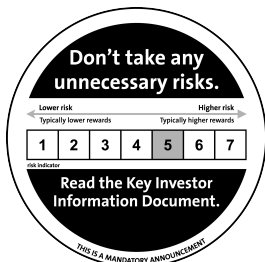 Don't take any
unnecessary risks.
Lower risk Higher risk
Typically lower rewards Typically higher rewards
1 2 3 4 5 6 7
risk indicator
Read the Key Investor
Information Document.
THIS IS A MANDATORY ANNOUNCEMENT